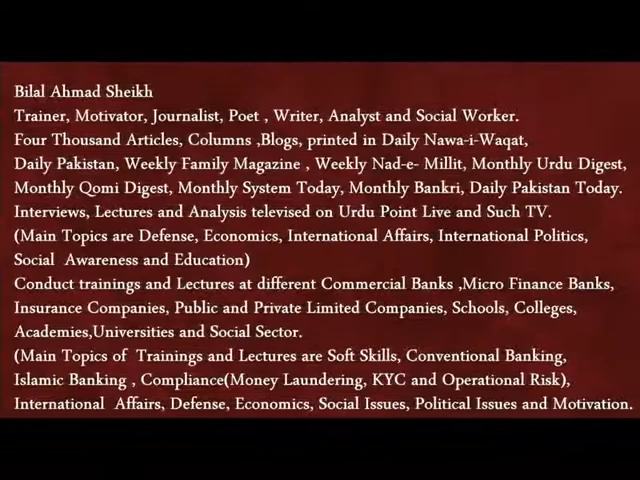 Bilal Ahmad Sheikh
Trainer, Motivator, Journalist, Poet , Writer, Analyst and Social Worker.
Four Thousand Articles, Columns ,Blogs, printed in Daily Nawa-i-Waqat,
Daily Pakistan, Weekly Family Magazine , Weekly Nad-e- Millit, Monthly Urdu Digest,
Monthly Qomi Digest, Monthly System Today, Monthly Bankri, Daily Pakistan Today.
Interviews, Lectures and Analysis televised on Urdu Point Live and Such TV.
(Main Topics are Defense, Economics, International Affairs, International Politics,
Social  Awareness and Education)
Conduct trainings and Lectures at different Commercial Banks ,Micro Finance Banks,
Insurance Companies, Public and Private Limited Companies, Schools, Colleges,
Academies,Universities and Social Sector.
(Main Topics of  Trainings and Lectures are Soft Skills, Conventional Banking,
Islamic Banking , Compliance(Money Laundering, KYC and Operational Risk),
International  Affairs, Defense, Economics, Social Issues, Political Issues and Motivation.